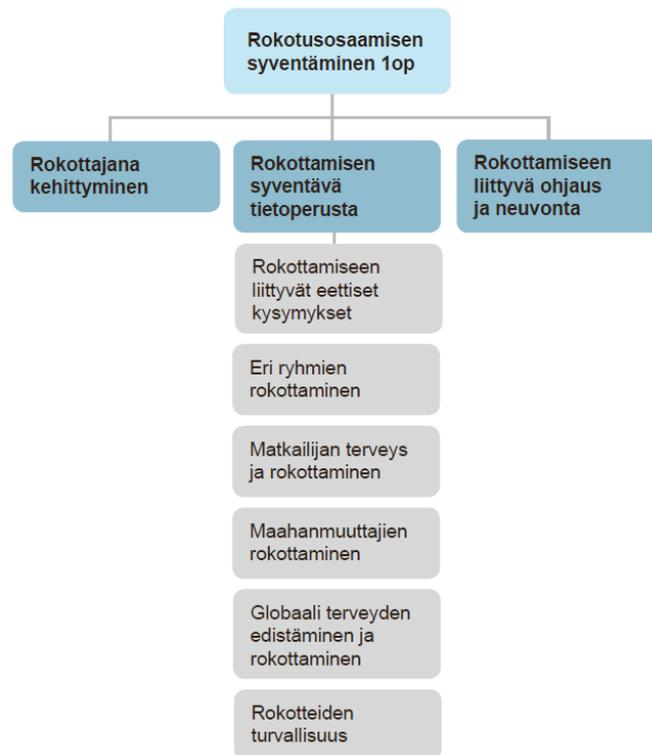 Rokotusosaamisen
syventäminen 1op
Rokottajana
kehittyminen
Rokottamisen
syventävä
tietoperusta
Rokottamiseen
liittyvä ohjaus
ja neuvonta
Rokottamiseen
liittyvät eettiset
kysymykset
Eri ryhmien
rokottaminen
Matkailijan terveys
ja rokottaminen
Maahanmuuttajien
rokottaminen
Globaali terveyden
edistäminen ja
rokottaminen
Rokotteiden
turvallisuus